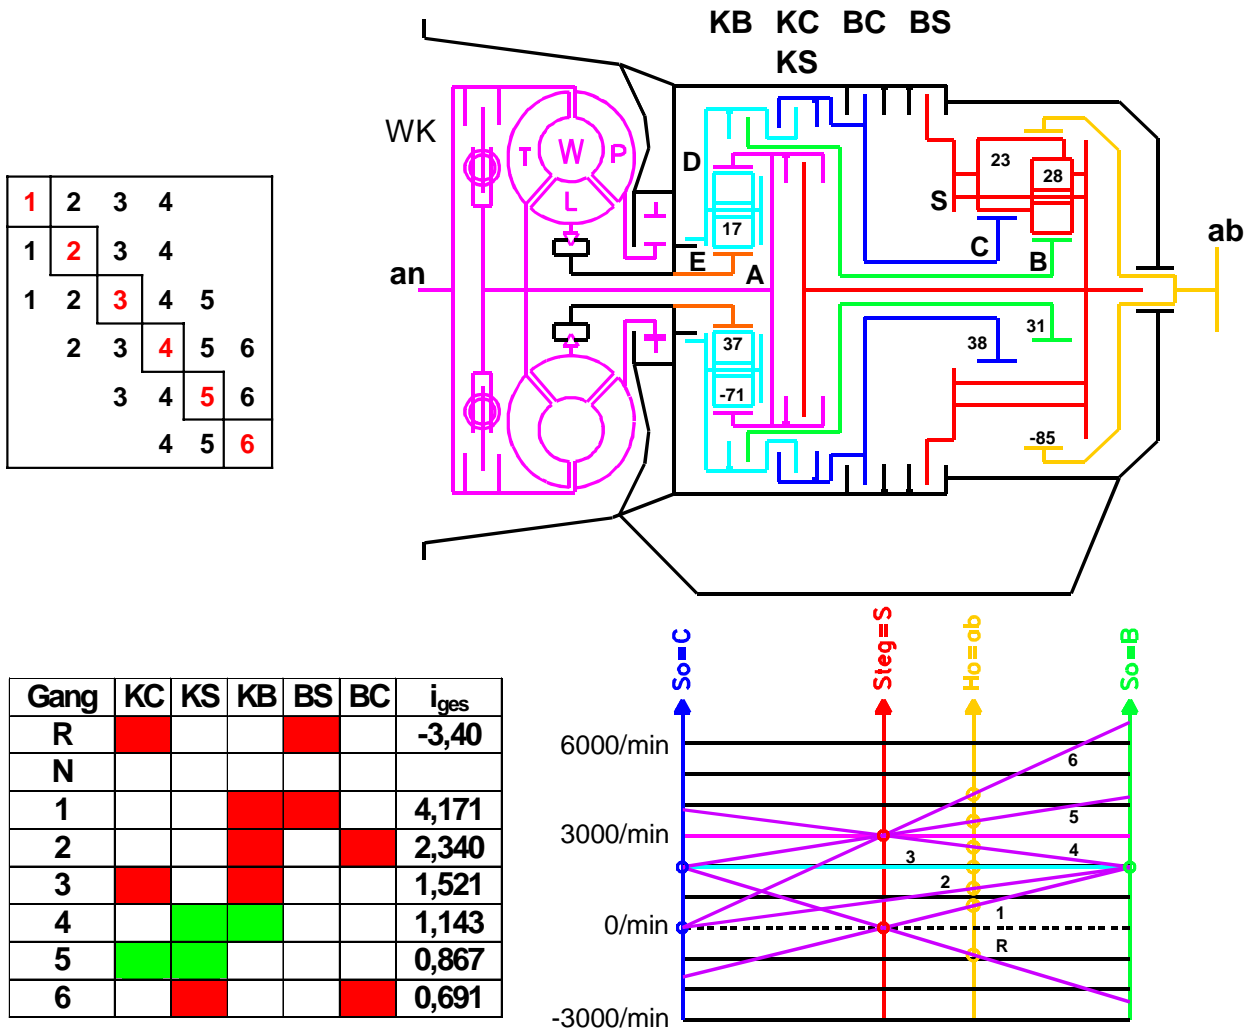 KB KC BC BS
KS
WK
T W P
L
D
17
E
A
23
28
S
C
B
an
ab
37
-71
38
31
-85
1 2 3 4
1 2 3 4
1 2 3 4 5
2 3 4 5 6
3 4 5 6
4 5 6
Gang KC KS KB BS BC iges
R -3,40
N
1 4,171
2 2,340
3 1,521
4 1,143
5 0,867
6 0,691
So=C
Steg=S
Ho=ab
So=B
6000/min
3000/min
0/min
-3000/min
6
5
4
3
2
1
R